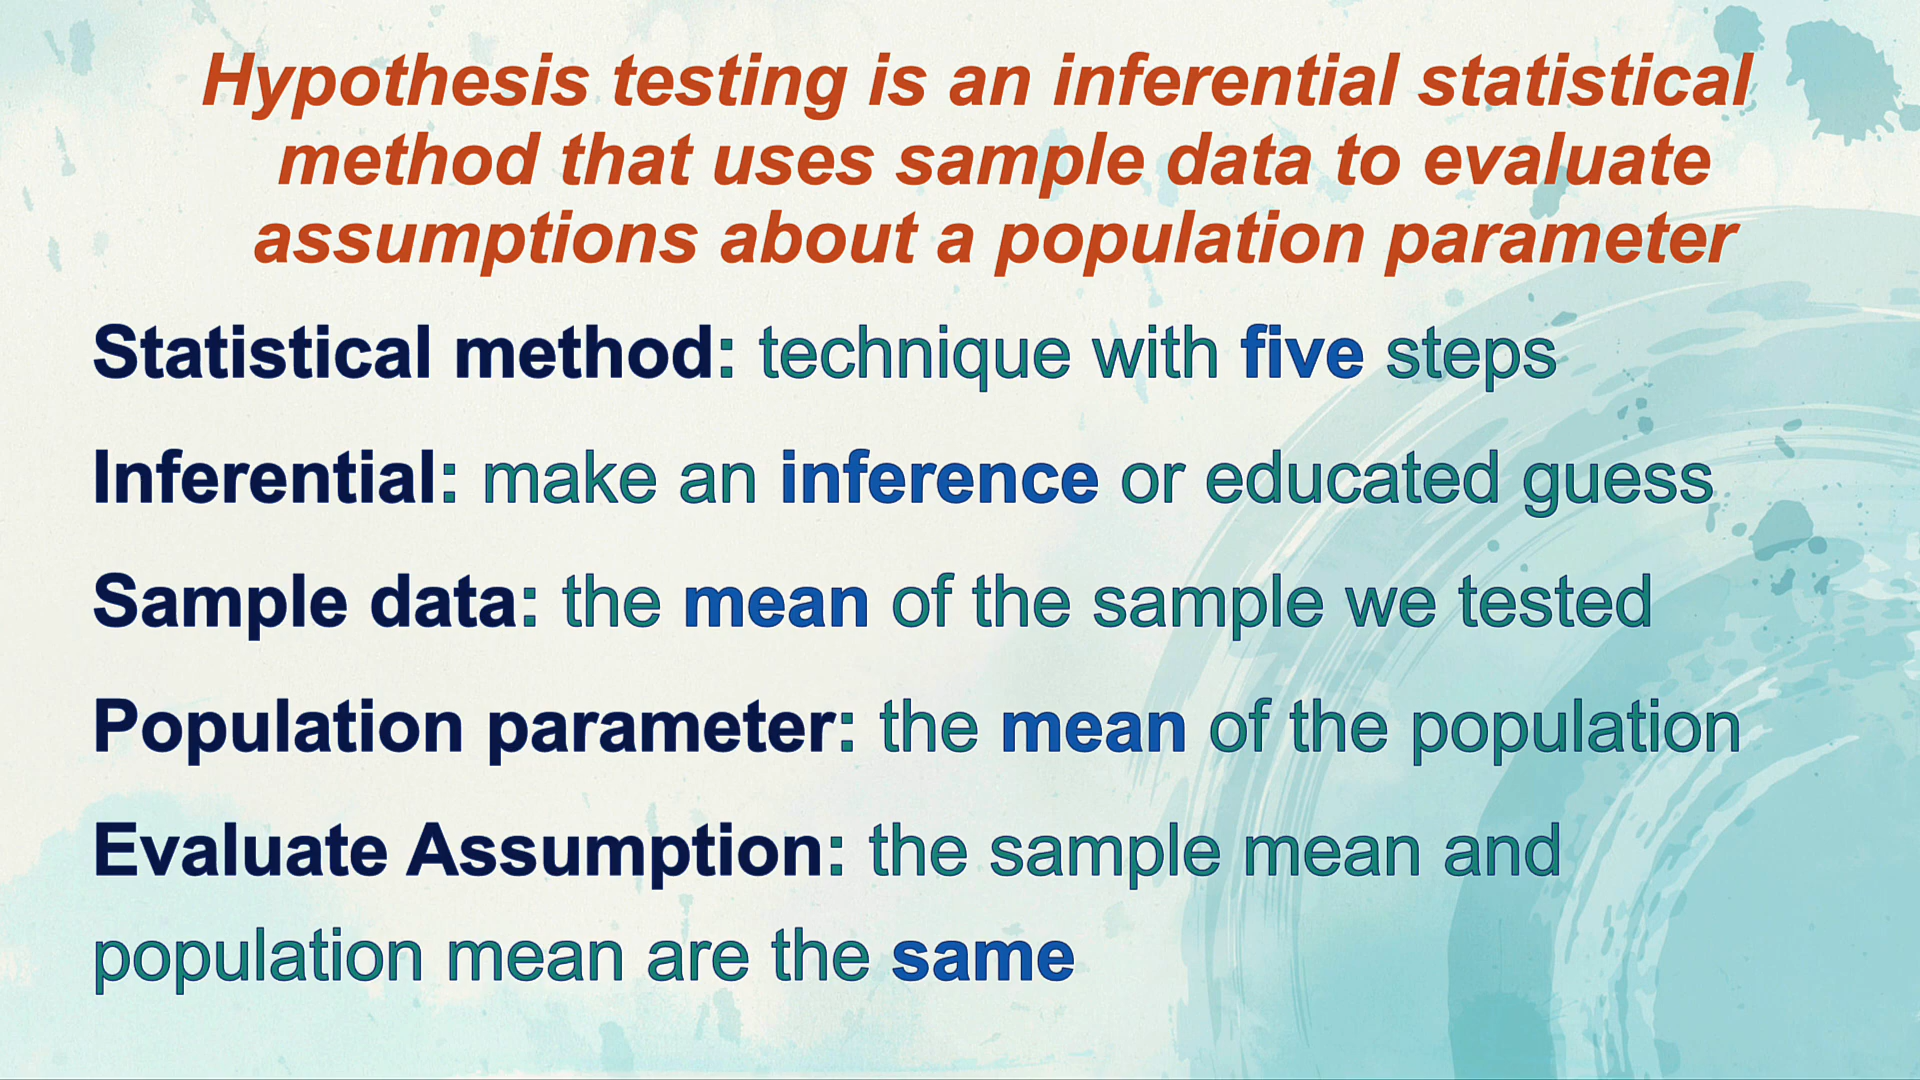 Hypothesis testing is an inferential statistical
method that uses sample data to evaluate
assumptions about a population parameter
Statistical method: technique with five steps
Inferential: make an inference or educated guess
Sample data: the mean of the sample we tested
Population parameter: the mean of the population
Evaluate Assumption: the sample mean and
population mean are the same